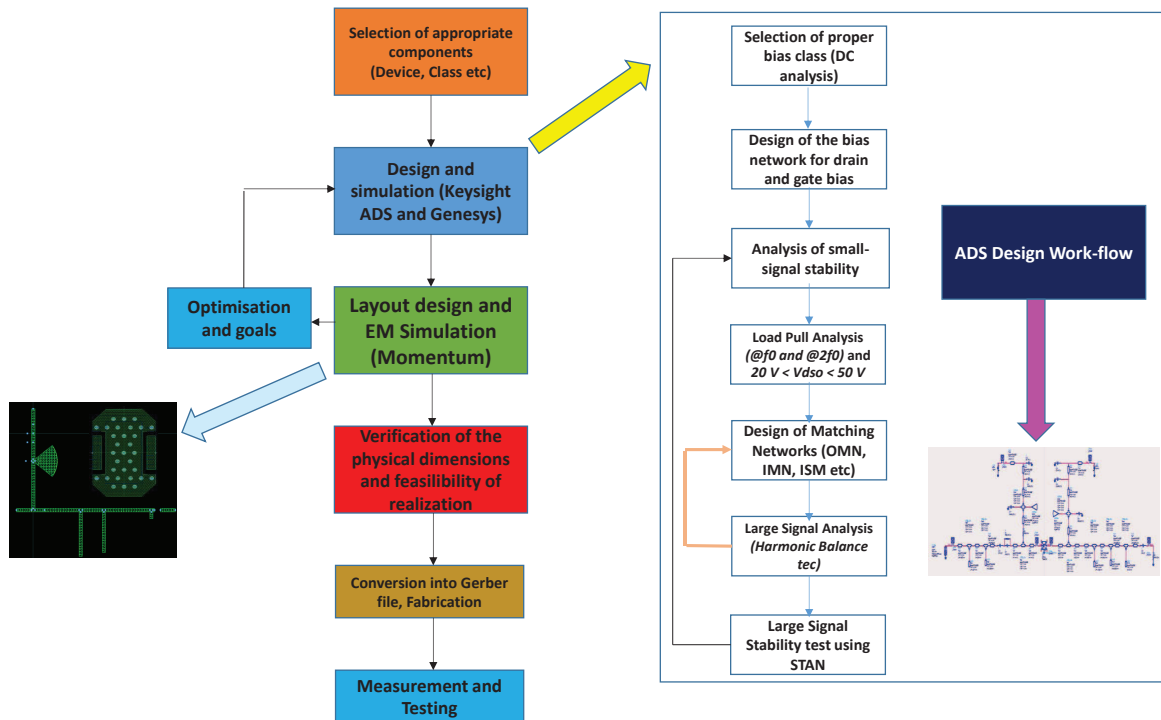 Selection of appropriate
components
(Device, Class etc)
Design and
simulation (Keysight
ADS and Genesys)
Optimisation
and goals
Layout design and
EM Simulation
(Momentum)
Verification of the
physical dimensions
and feasibility of
realization
Conversion into Gerber
file, Fabrication
Measurement and
Testing
Selection of proper
bias class (DC
analysis)
Design of the bias
network for drain
and gate bias
Analysis of small-
signal stability
Load Pull Analysis
(@f0 and @2f0) and
20 V < Vdso < 50 V
Design of Matching
Networks (OMN,
IMN, ISM etc)
Large Signal Analysis
(Harmonic Balance
tec)
Large Signal
Stability test using
STAN
ADS Design Work-flow